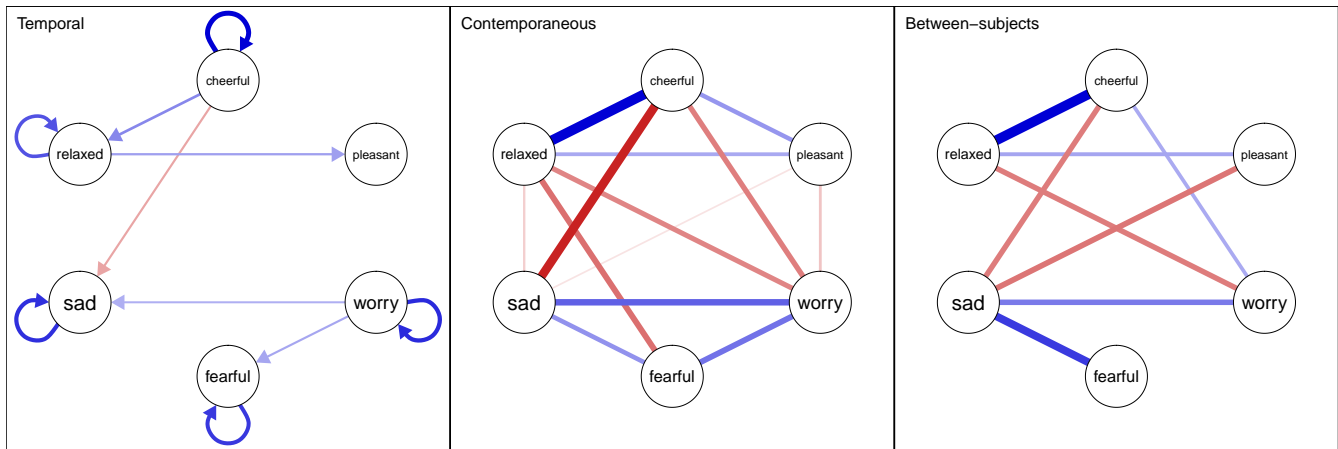 Temporal
cheerful
relaxed
pleasant
sad
worry
fearful
Contemporaneous
cheerful
relaxed
pleasant
sad
worry
fearful
Between−subjects
cheerful
relaxed
pleasant
sad
worry
fearful